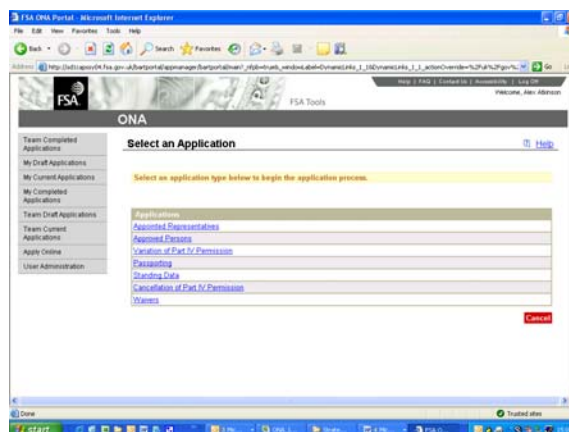 FSA ONA Portal - Microsoft Internet Explorer
File Edit View Favorites Tools Help
Back Search Favorites
Address Go
Help | FAQ | Contact Us | Accessibility | Log Off
Welcome, Alex
FSA
FSA Tools
ONA
Team Completed
Applications
Select an Application
Help
My Draft Applications
My Current Applications
Select an application type below to begin the application process.
My Completed
Applications
Team Draft Applications
Applications
Team Current
Applications
Appointed Representatives
Approved Persons
Apply Online
Variation of Part IV Permission
User Administration
Passporting
Standing Data
Cancellation of Part IV Permission
Waivers
Cancel
Done
Trusted sites
start